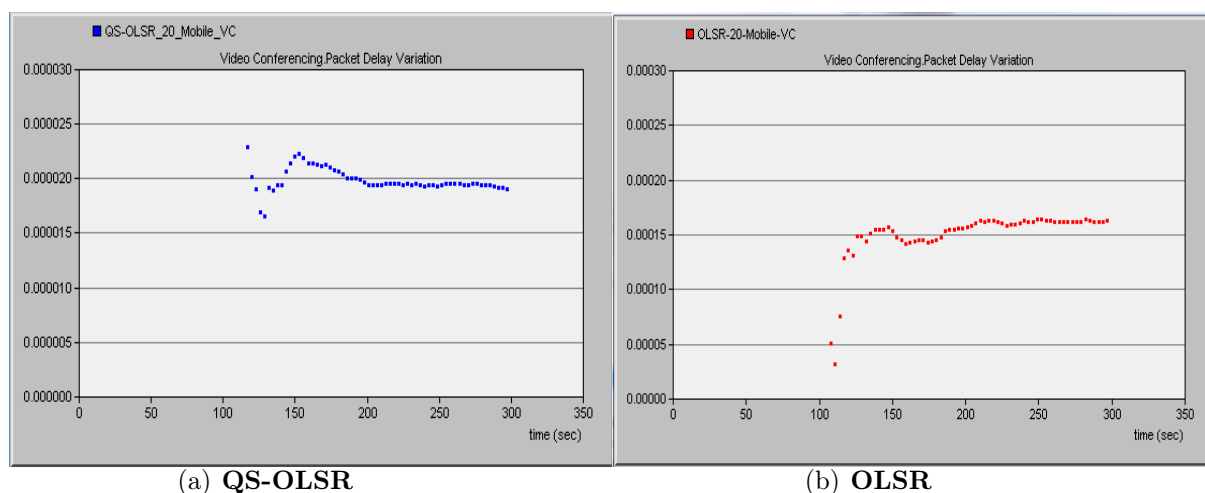 QS-OLSR_20_Mobile_VC
Video Conferencing.Packet Delay Variation
0.000030
0.000025
0.000020
0.000015
0.000010
0.000005
0.000000
0 50 100 150 200 250 300 350
time (sec)
(a) QS-OLSR
OLSR-20-Mobile-VC
Video Conferencing.Packet Delay Variation
0.00030
0.00025
0.00020
0.00015
0.00010
0.00005
0.00000
0 50 100 150 200 250 300 350
time (sec)
(b) OLSR